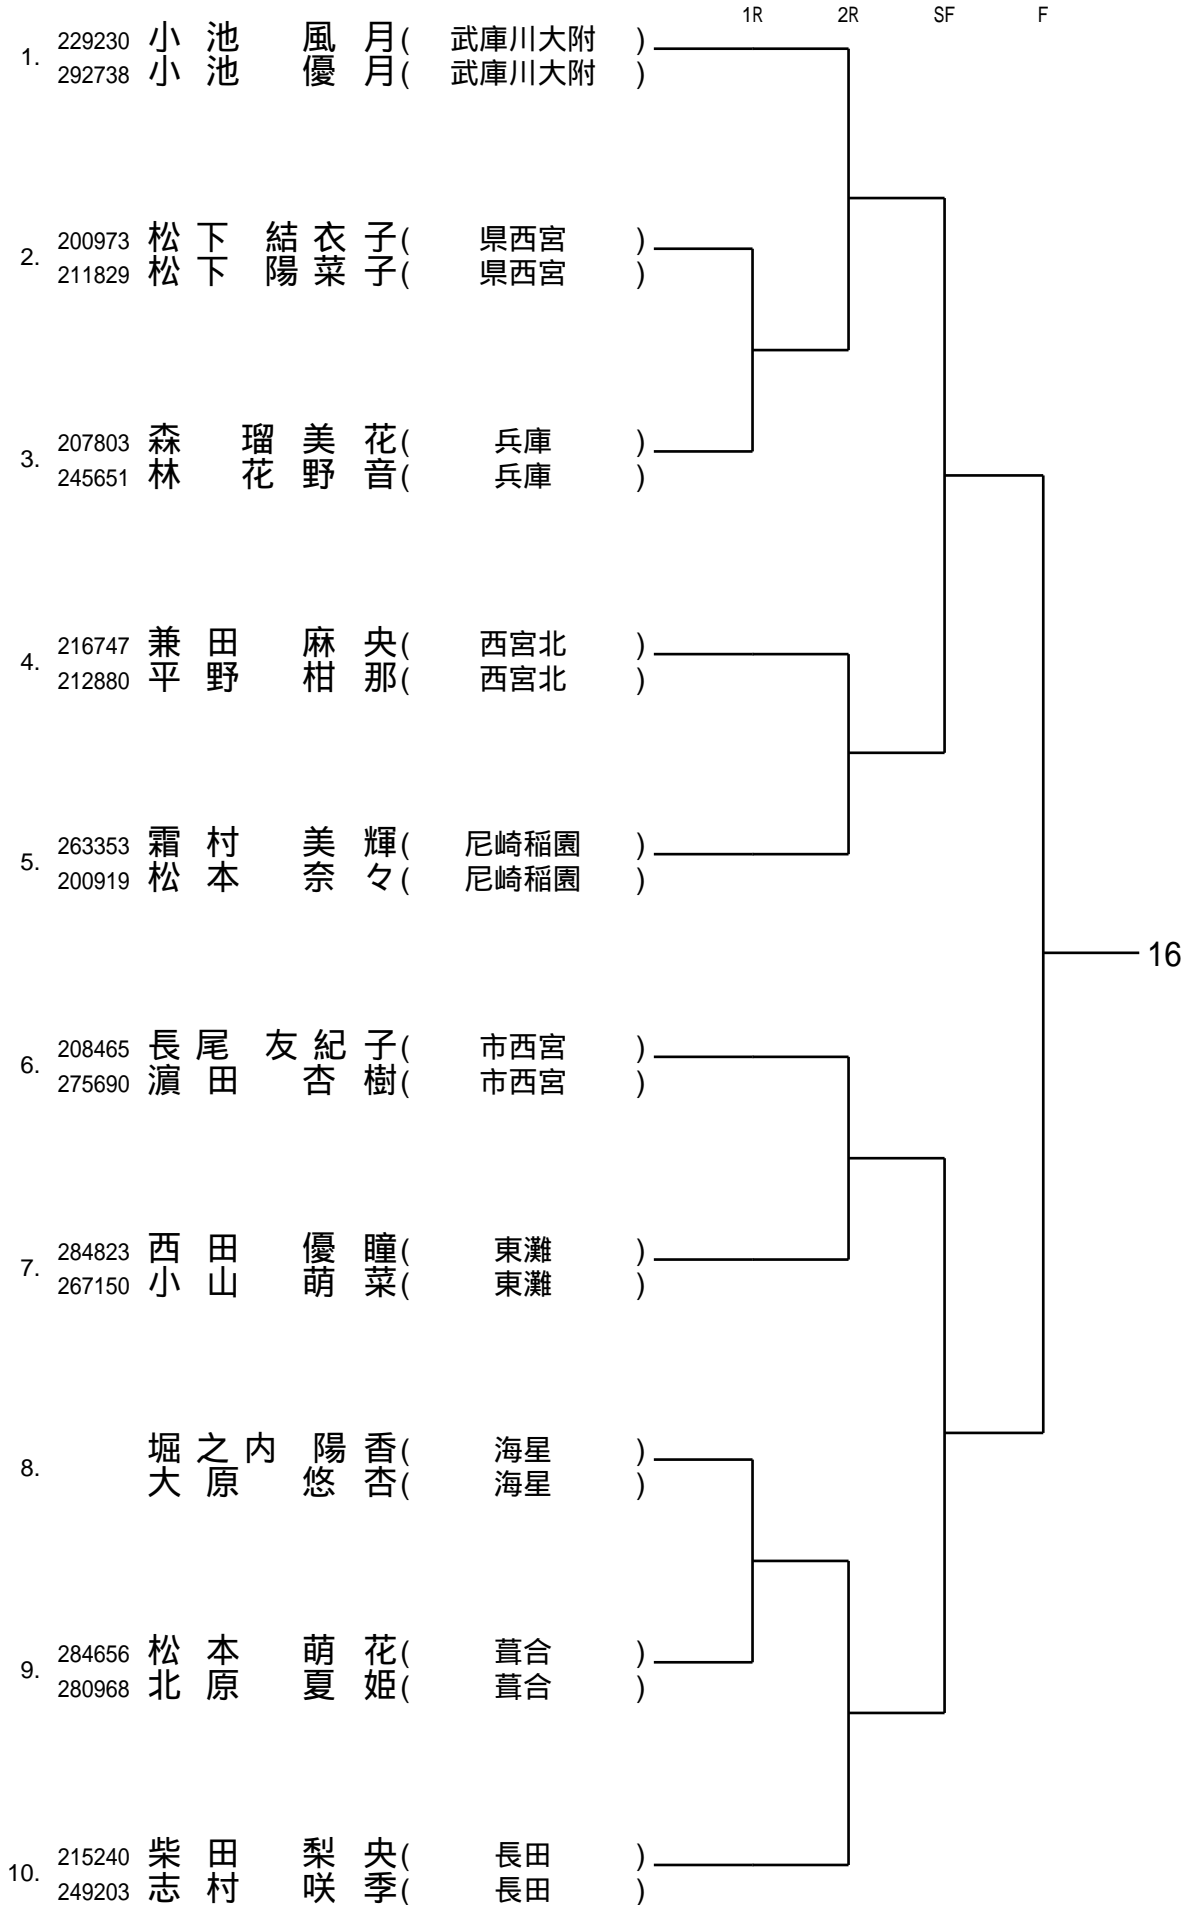 1R 2R SF F
1. 229230 小池 風月( 武庫川大附 )
292738 小池 優月( 武庫川大附 )
2. 200973 松下 結衣子( 県西宮 )
211829 松下 陽菜子( 県西宮 )
3. 207803 森 瑠美花( 兵庫 )
245651 林 花野音( 兵庫 )
4. 216747 兼田 麻央( 西宮北 )
212880 平野 柑那( 西宮北 )
5. 263353 霜村 美輝( 尼崎稲園 )
200919 松本 奈々( 尼崎稲園 )
16
6. 208465 長尾 友紀子( 市西宮 )
275690 濵田 杏樹( 市西宮 )
7. 284823 西田 優瞳( 東灘 )
267150 小山 萌菜( 東灘 )
8. 堀之内 陽香( 海星 )
大原 悠杏( 海星 )
9. 284656 松本 萌花( 葺合 )
280968 北原 夏姫( 葺合 )
10. 215240 柴田 梨央( 長田 )
249203 志村 咲季( 長田 )